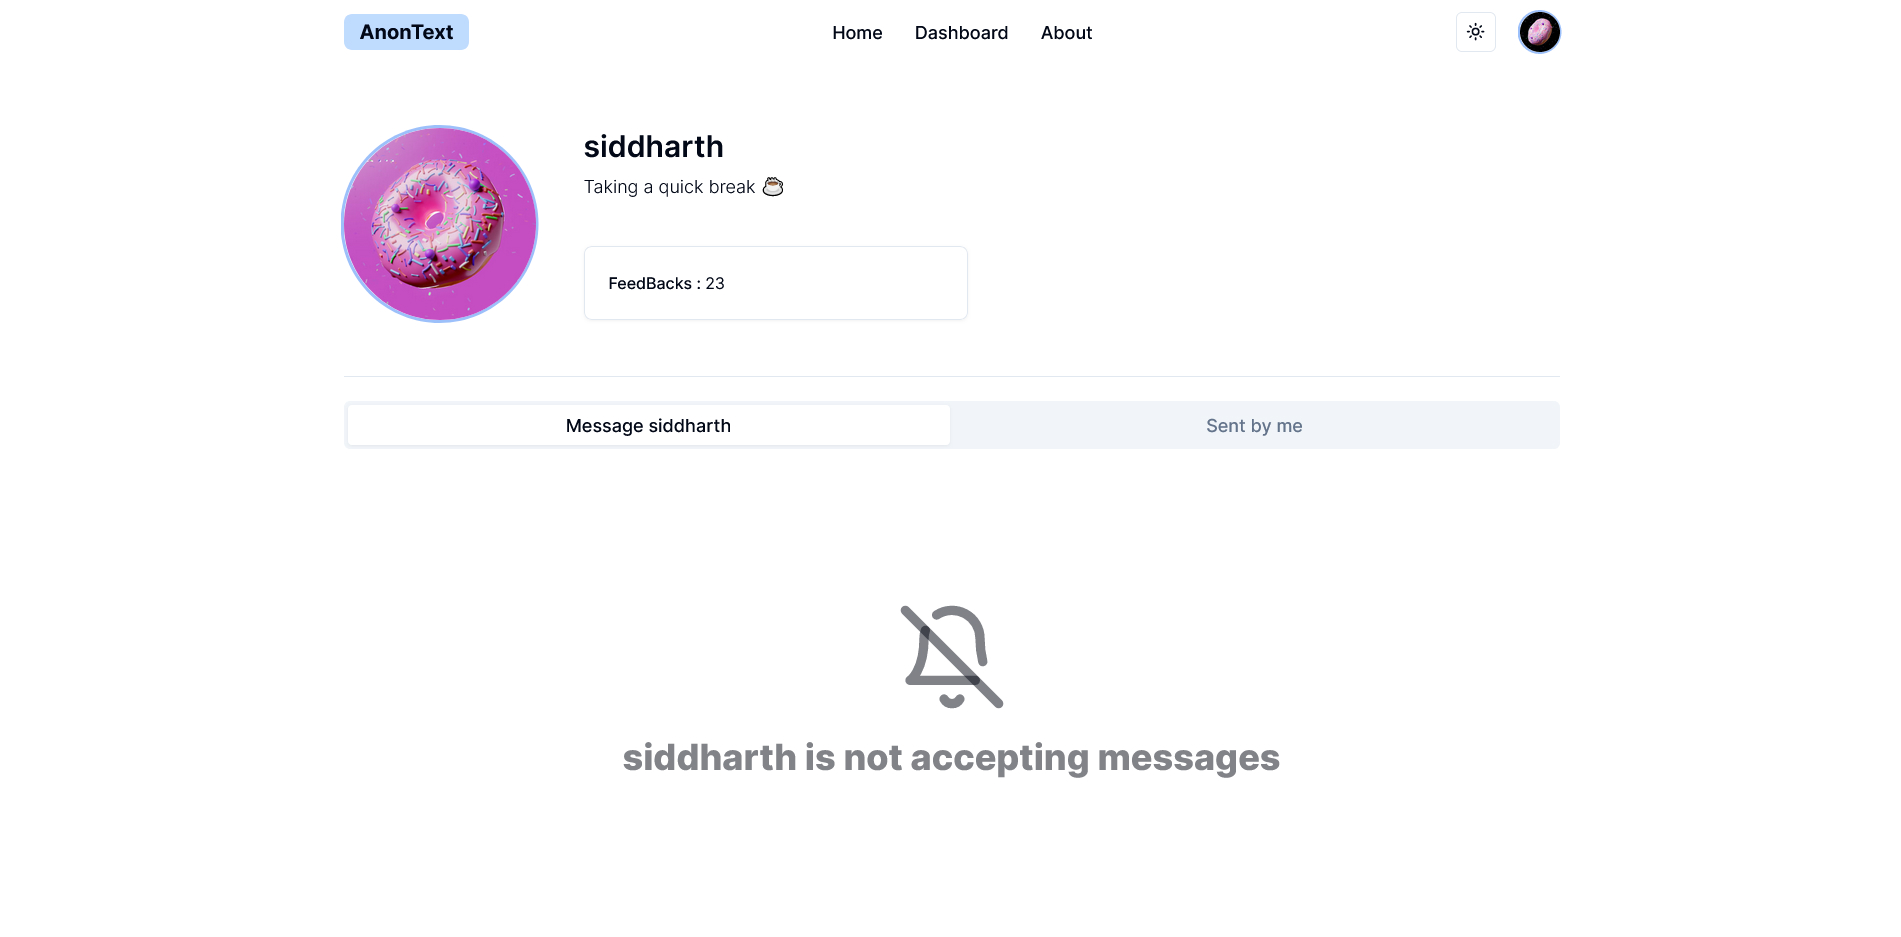 AnonText
Home Dashboard About
siddharth
Taking a quick break ☕
FeedBacks : 23
Message siddharth
Sent by me
siddharth is not accepting messages